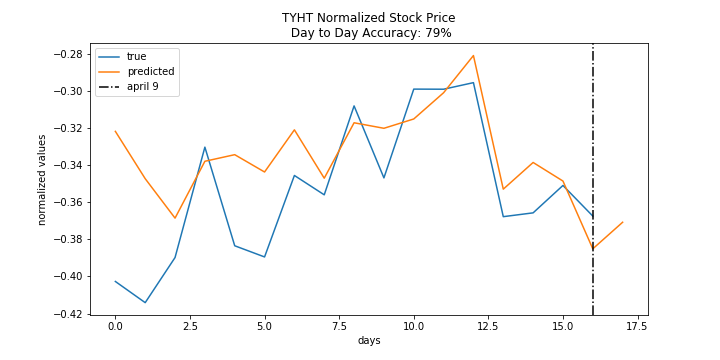 TYHT Normalized Stock Price
Day to Day Accuracy: 79%
true
predicted
april 9
normalized values
−0.28
−0.30
−0.32
−0.34
−0.36
−0.38
−0.40
−0.42
0.0 2.5 5.0 7.5 10.0 12.5 15.0 17.5
days